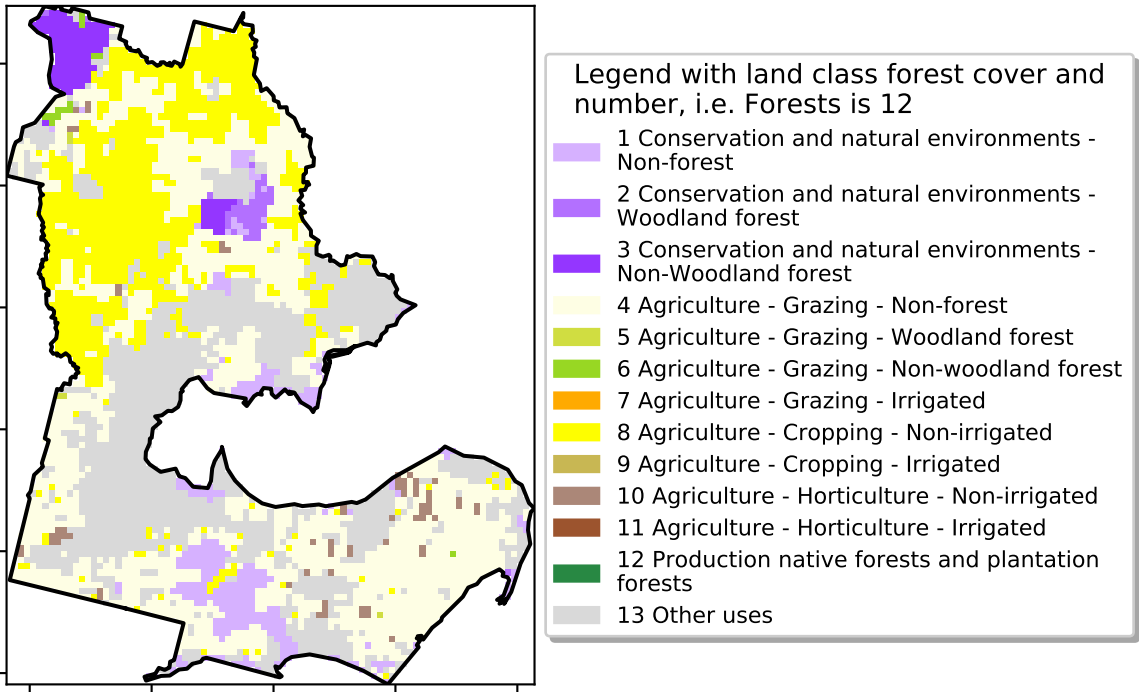 Legend with land class forest cover and
number, i.e. Forests is 12
1 Conservation and natural environments -
Non-forest
2 Conservation and natural environments -
Woodland forest
3 Conservation and natural environments -
Non-Woodland forest
4 Agriculture - Grazing - Non-forest
5 Agriculture - Grazing - Woodland forest
6 Agriculture - Grazing - Non-woodland forest
7 Agriculture - Grazing - Irrigated
8 Agriculture - Cropping - Non-irrigated
9 Agriculture - Cropping - Irrigated
10 Agriculture - Horticulture - Non-irrigated
11 Agriculture - Horticulture - Irrigated
12 Production native forests and plantation
forests
13 Other uses